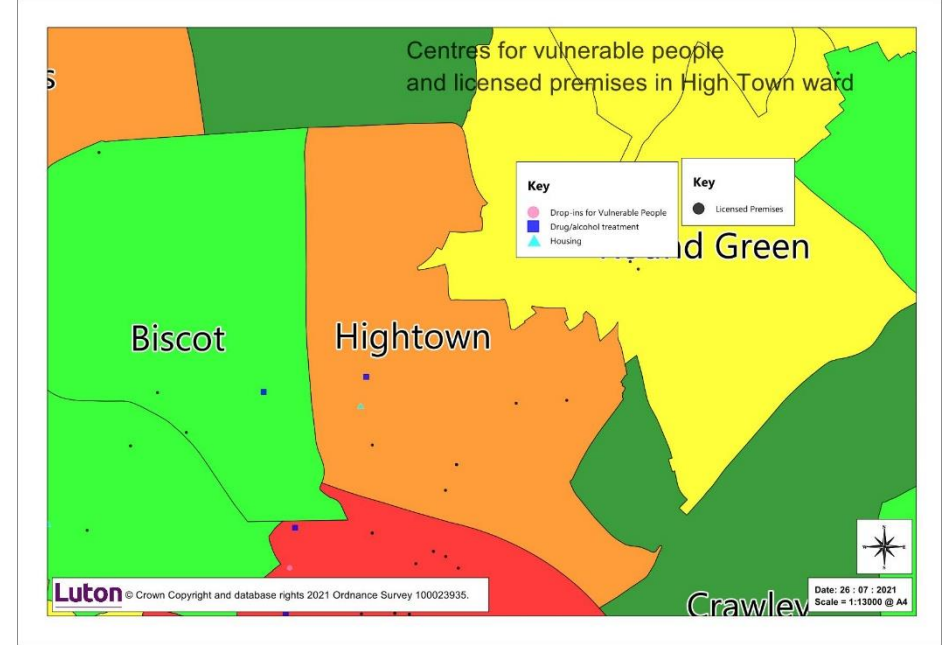 Centres for vulnerable people
and licensed premises in High Town ward
s
Key
Drop-ins for Vulnerable People
Drug/alcohol treatment
Housing
Key
Licensed Premises
nd Green
Biscot
Hightown
Luton © Crown Copyright and database rights 2021 Ordnance Survey 100023935.
Crawley
Date: 26 : 07 : 2021
Scale = 1:13000 @ A4